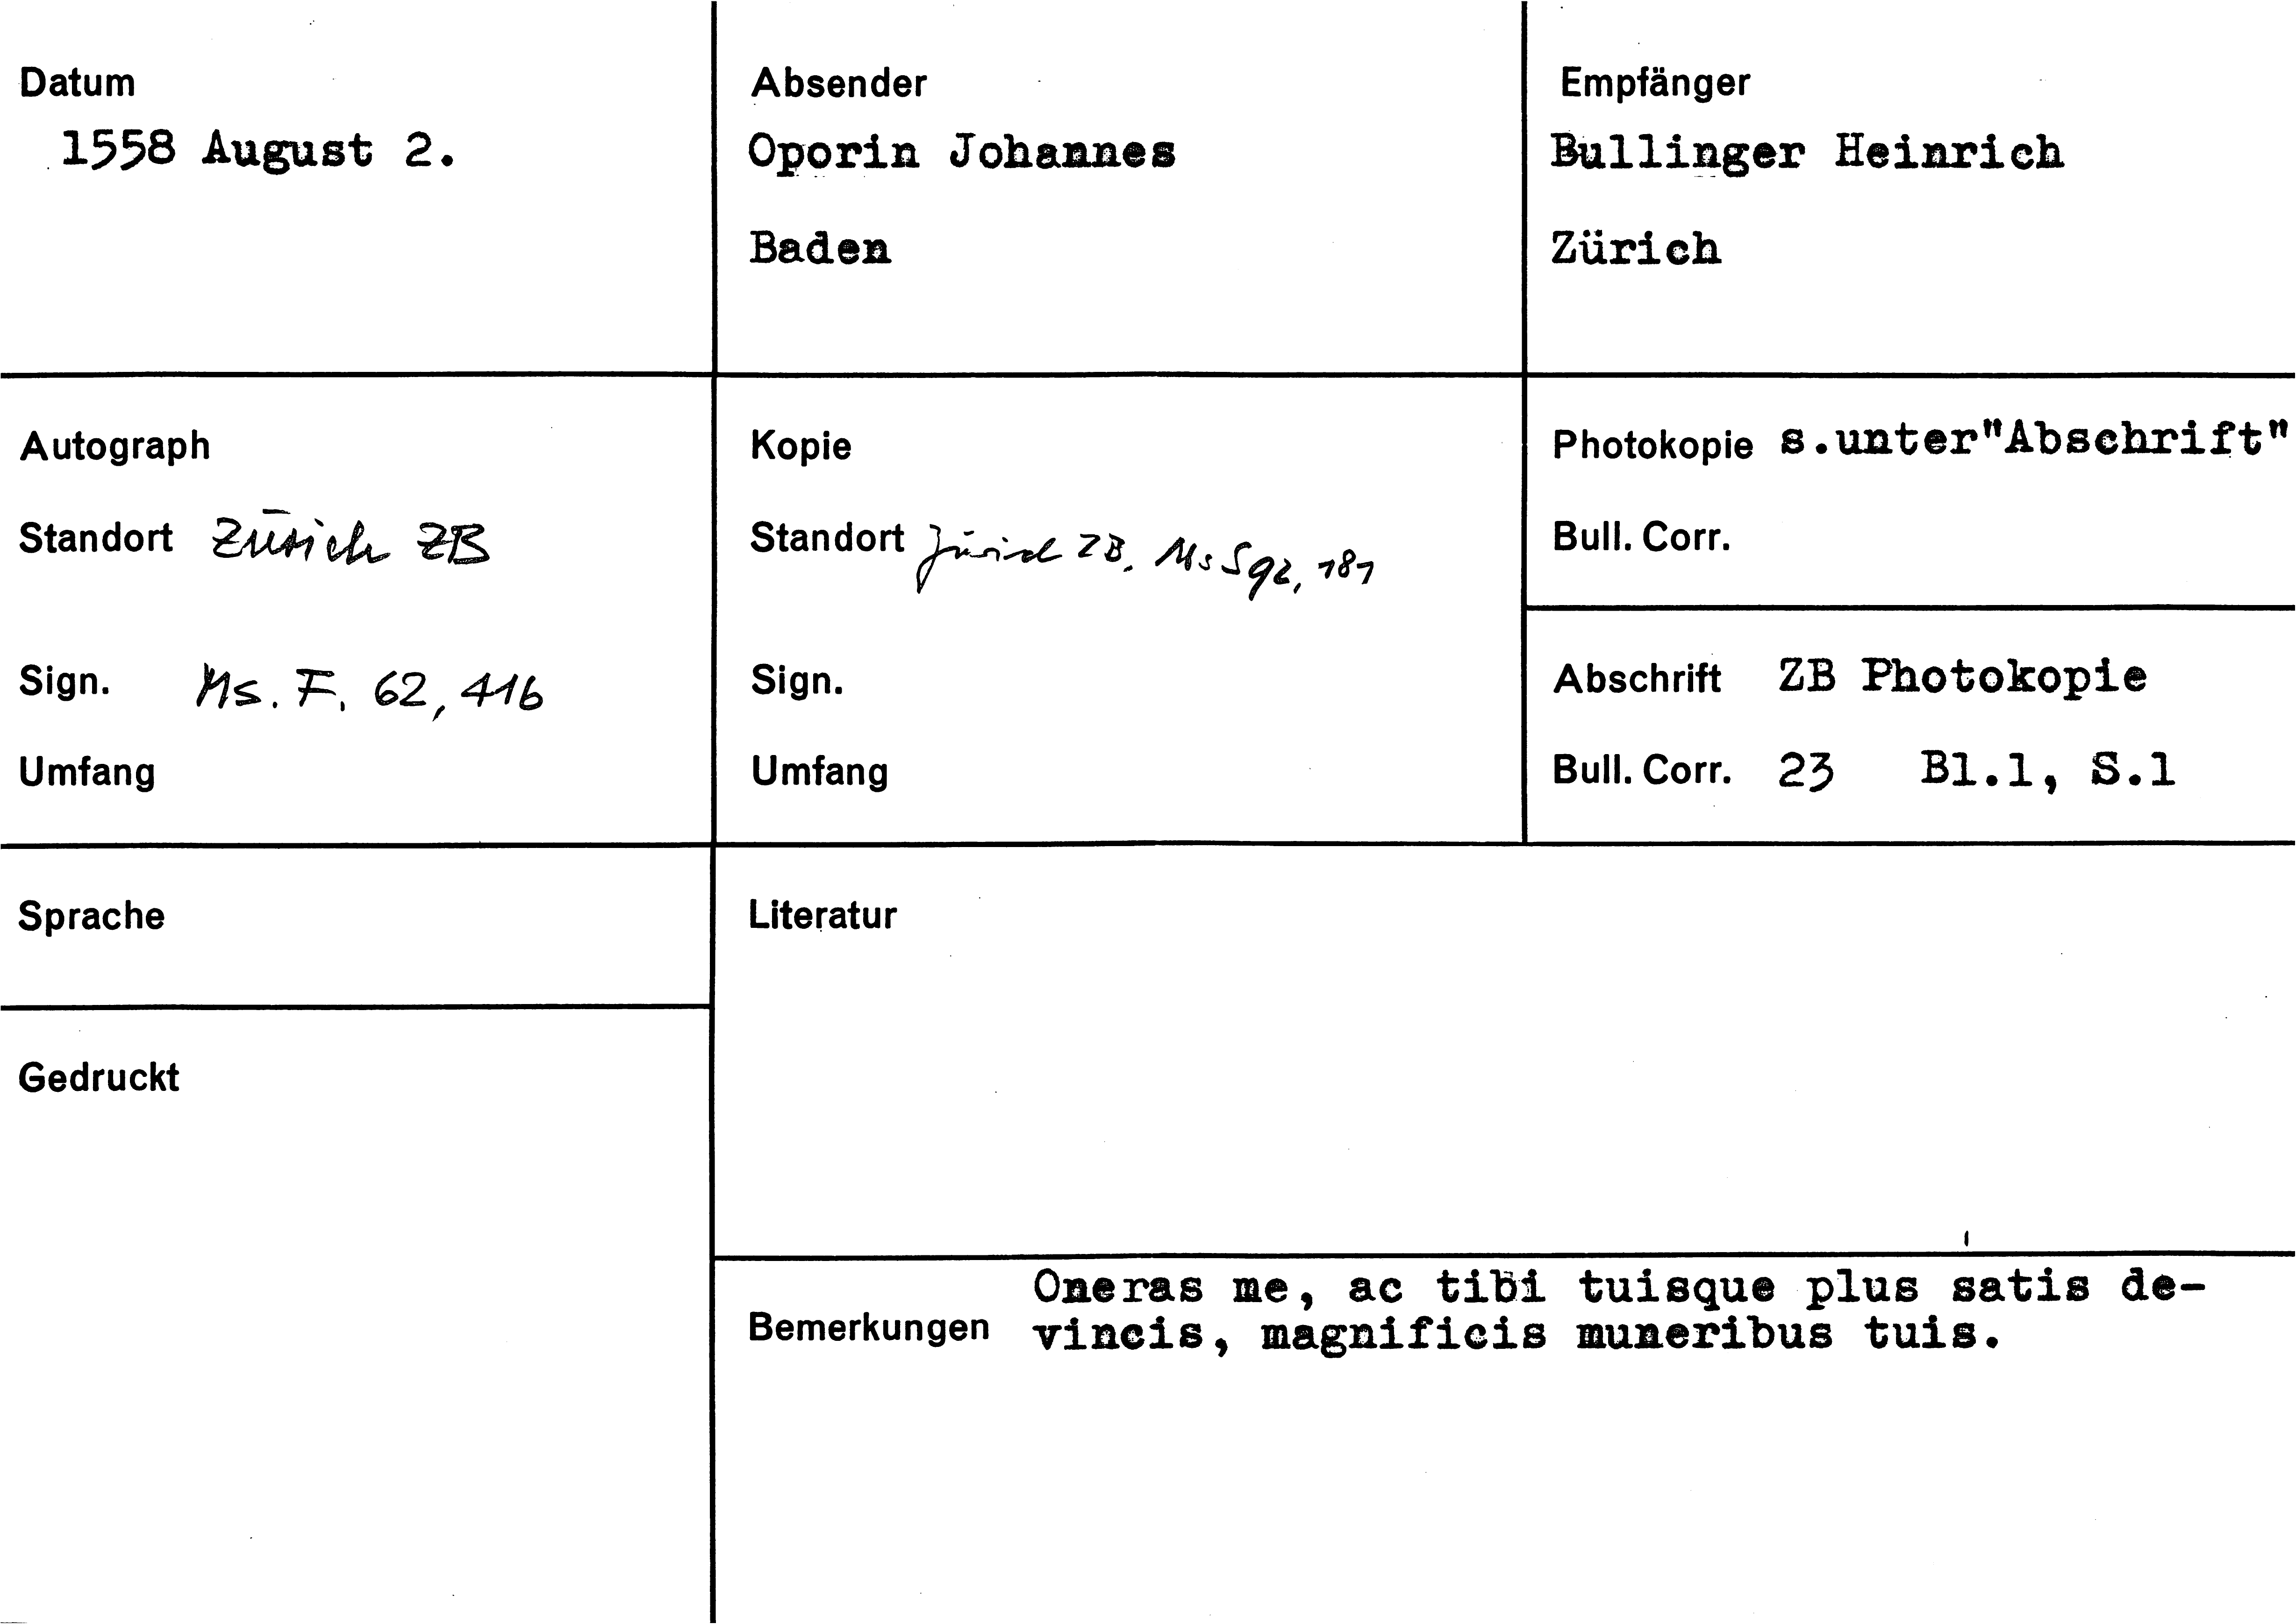 Datum
1558 August 2.
Absender
Oporin Johannes
Baden
Empfänger
Bullinger Heinrich
Zürich
Autograph
Standort Zürich ZB
Sign. Ms. F. 62, 416
Umfang
Kopie
Standort Zürich ZB, Ms S 92, 181
Sign.
Umfang
Photokopie s.unter"Abschrift"
Bull. Corr.
Abschrift ZB Photokopie
Bull. Corr. 23 Bl.1, S.1
Sprache
Gedruckt
Literatur
Bemerkungen
Oneras me, ac tibi tuisque plus satis de-
vincis, magnificis muneribus tuis.